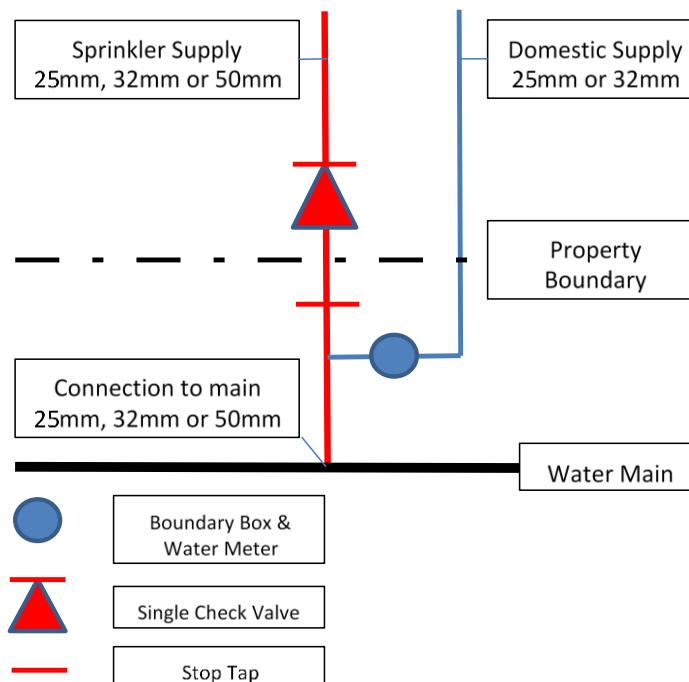 Sprinkler Supply
25mm, 32mm or 50mm
Domestic Supply
25mm or 32mm
Property
Boundary
Connection to main
25mm, 32mm or 50mm
Water Main
Boundary Box &
Water Meter
Single Check Valve
Stop Tap